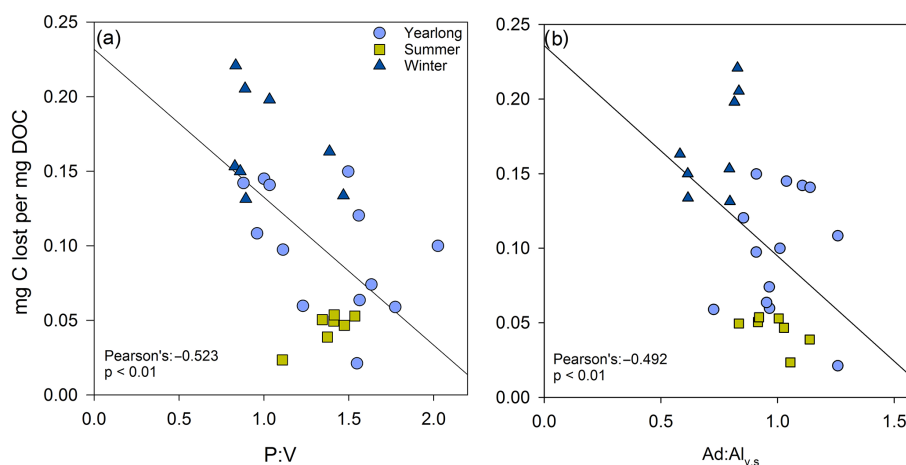 (a)
Yearlong
Summer
Winter
0.25
0.20
0.15
0.10
0.05
0.00
mg C lost per mg DOC
Pearson's:−0.523
p < 0.01
0.0 0.5 1.0 1.5 2.0
P:V
(b)
0.25
0.20
0.15
0.10
0.05
0.00
Pearson's:−0.492
p < 0.01
0.0 0.5 1.0 1.5
Ad:Alv,s